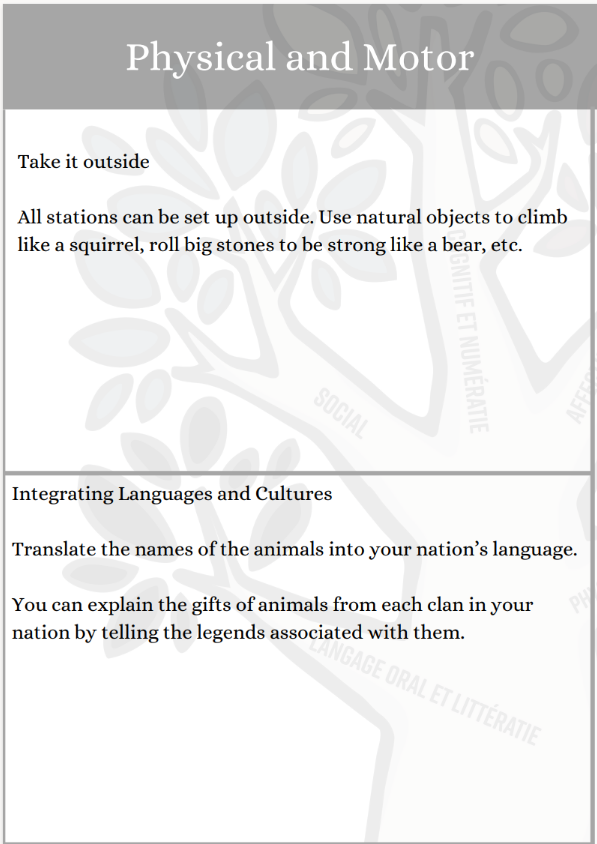 Physical and Motor
Take it outside
All stations can be set up outside. Use natural objects to climb
like a squirrel, roll big stones to be strong like a bear, etc.
COGNITIF ET NUMÉRATIE
SOCIAL
Integrating Languages and Cultures
Translate the names of the animals into your nation’s language.
You can explain the gifts of animals from each clan in your
nation by telling the legends associated with them.
LANGAGE ORAL ET LITTÉRATIE